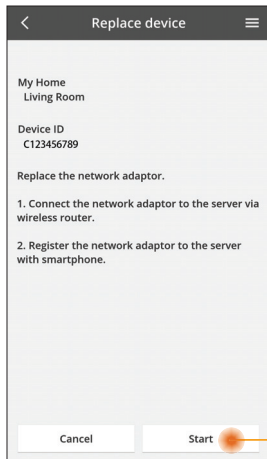 Replace device
My Home
Living Room
Device ID
C123456789
Replace the network adaptor.
1. Connect the network adaptor to the server via
wireless router.
2. Register the network adaptor to the server
with smartphone.
Cancel Start